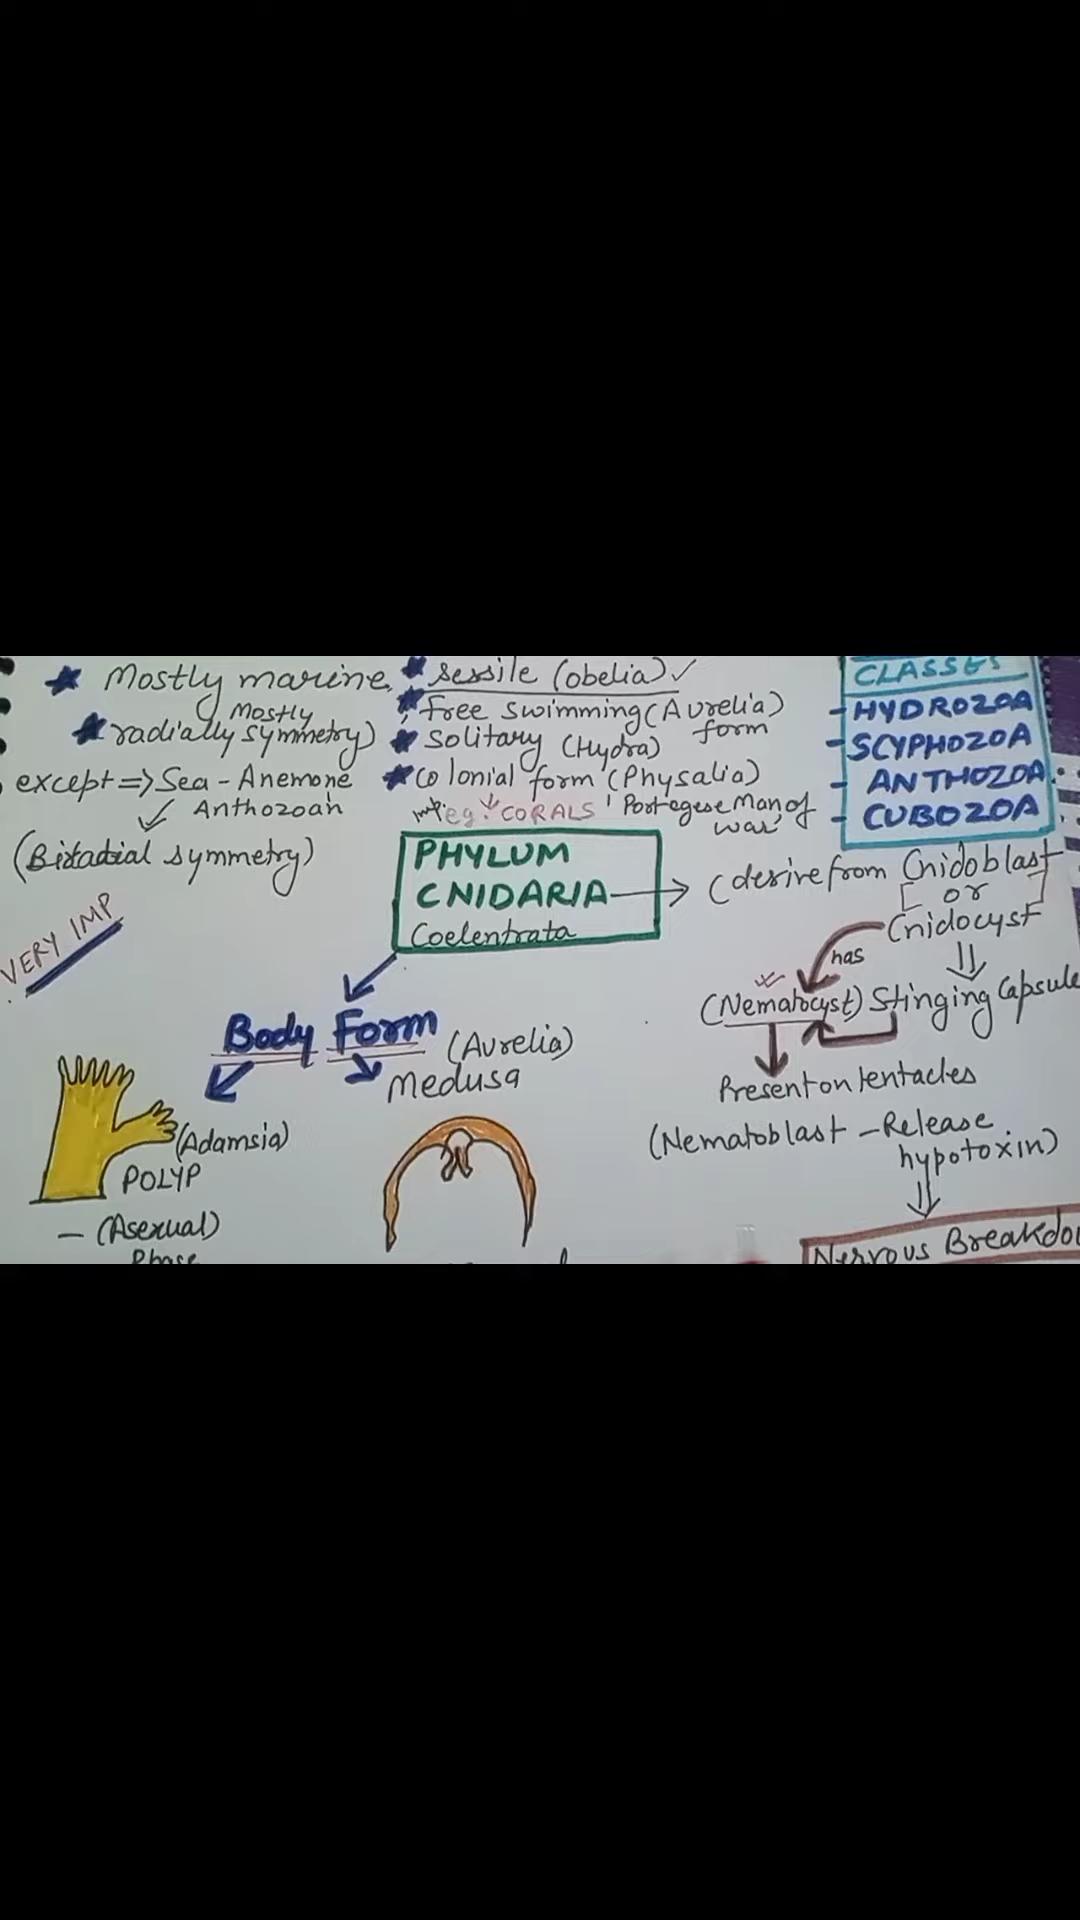 ★ Mostly marine,
★ Mostly
radially symmetry)
except => Sea - Anemone
Anthozoan
(Biradial symmetry)
VERY IMP
★ Sessile (obelia) ✓
★ free swimming (Aurelia)
form
★ Solitary (Hydra)
★ Colonial form (Physalia)
Imp. eg. CORALS
Portegese Man of
war'
CLASSES
- HYDROZOA
- SCYPHOZOA
- ANTHOZOA
- CUBOZOA
PHYLUM
CNIDARIA
Coelentrata
(desire from Cnidoblast
or
Cnidocyst
has
(Nematocyst) Stinging Capsule
Present on tentacles
(Nematoblast - Release
hypotoxin)
Nervous Breakdo
Body Form
(Aurelia)
Medusa
(Adamsia)
POLYP
- (Asexual)
Phase